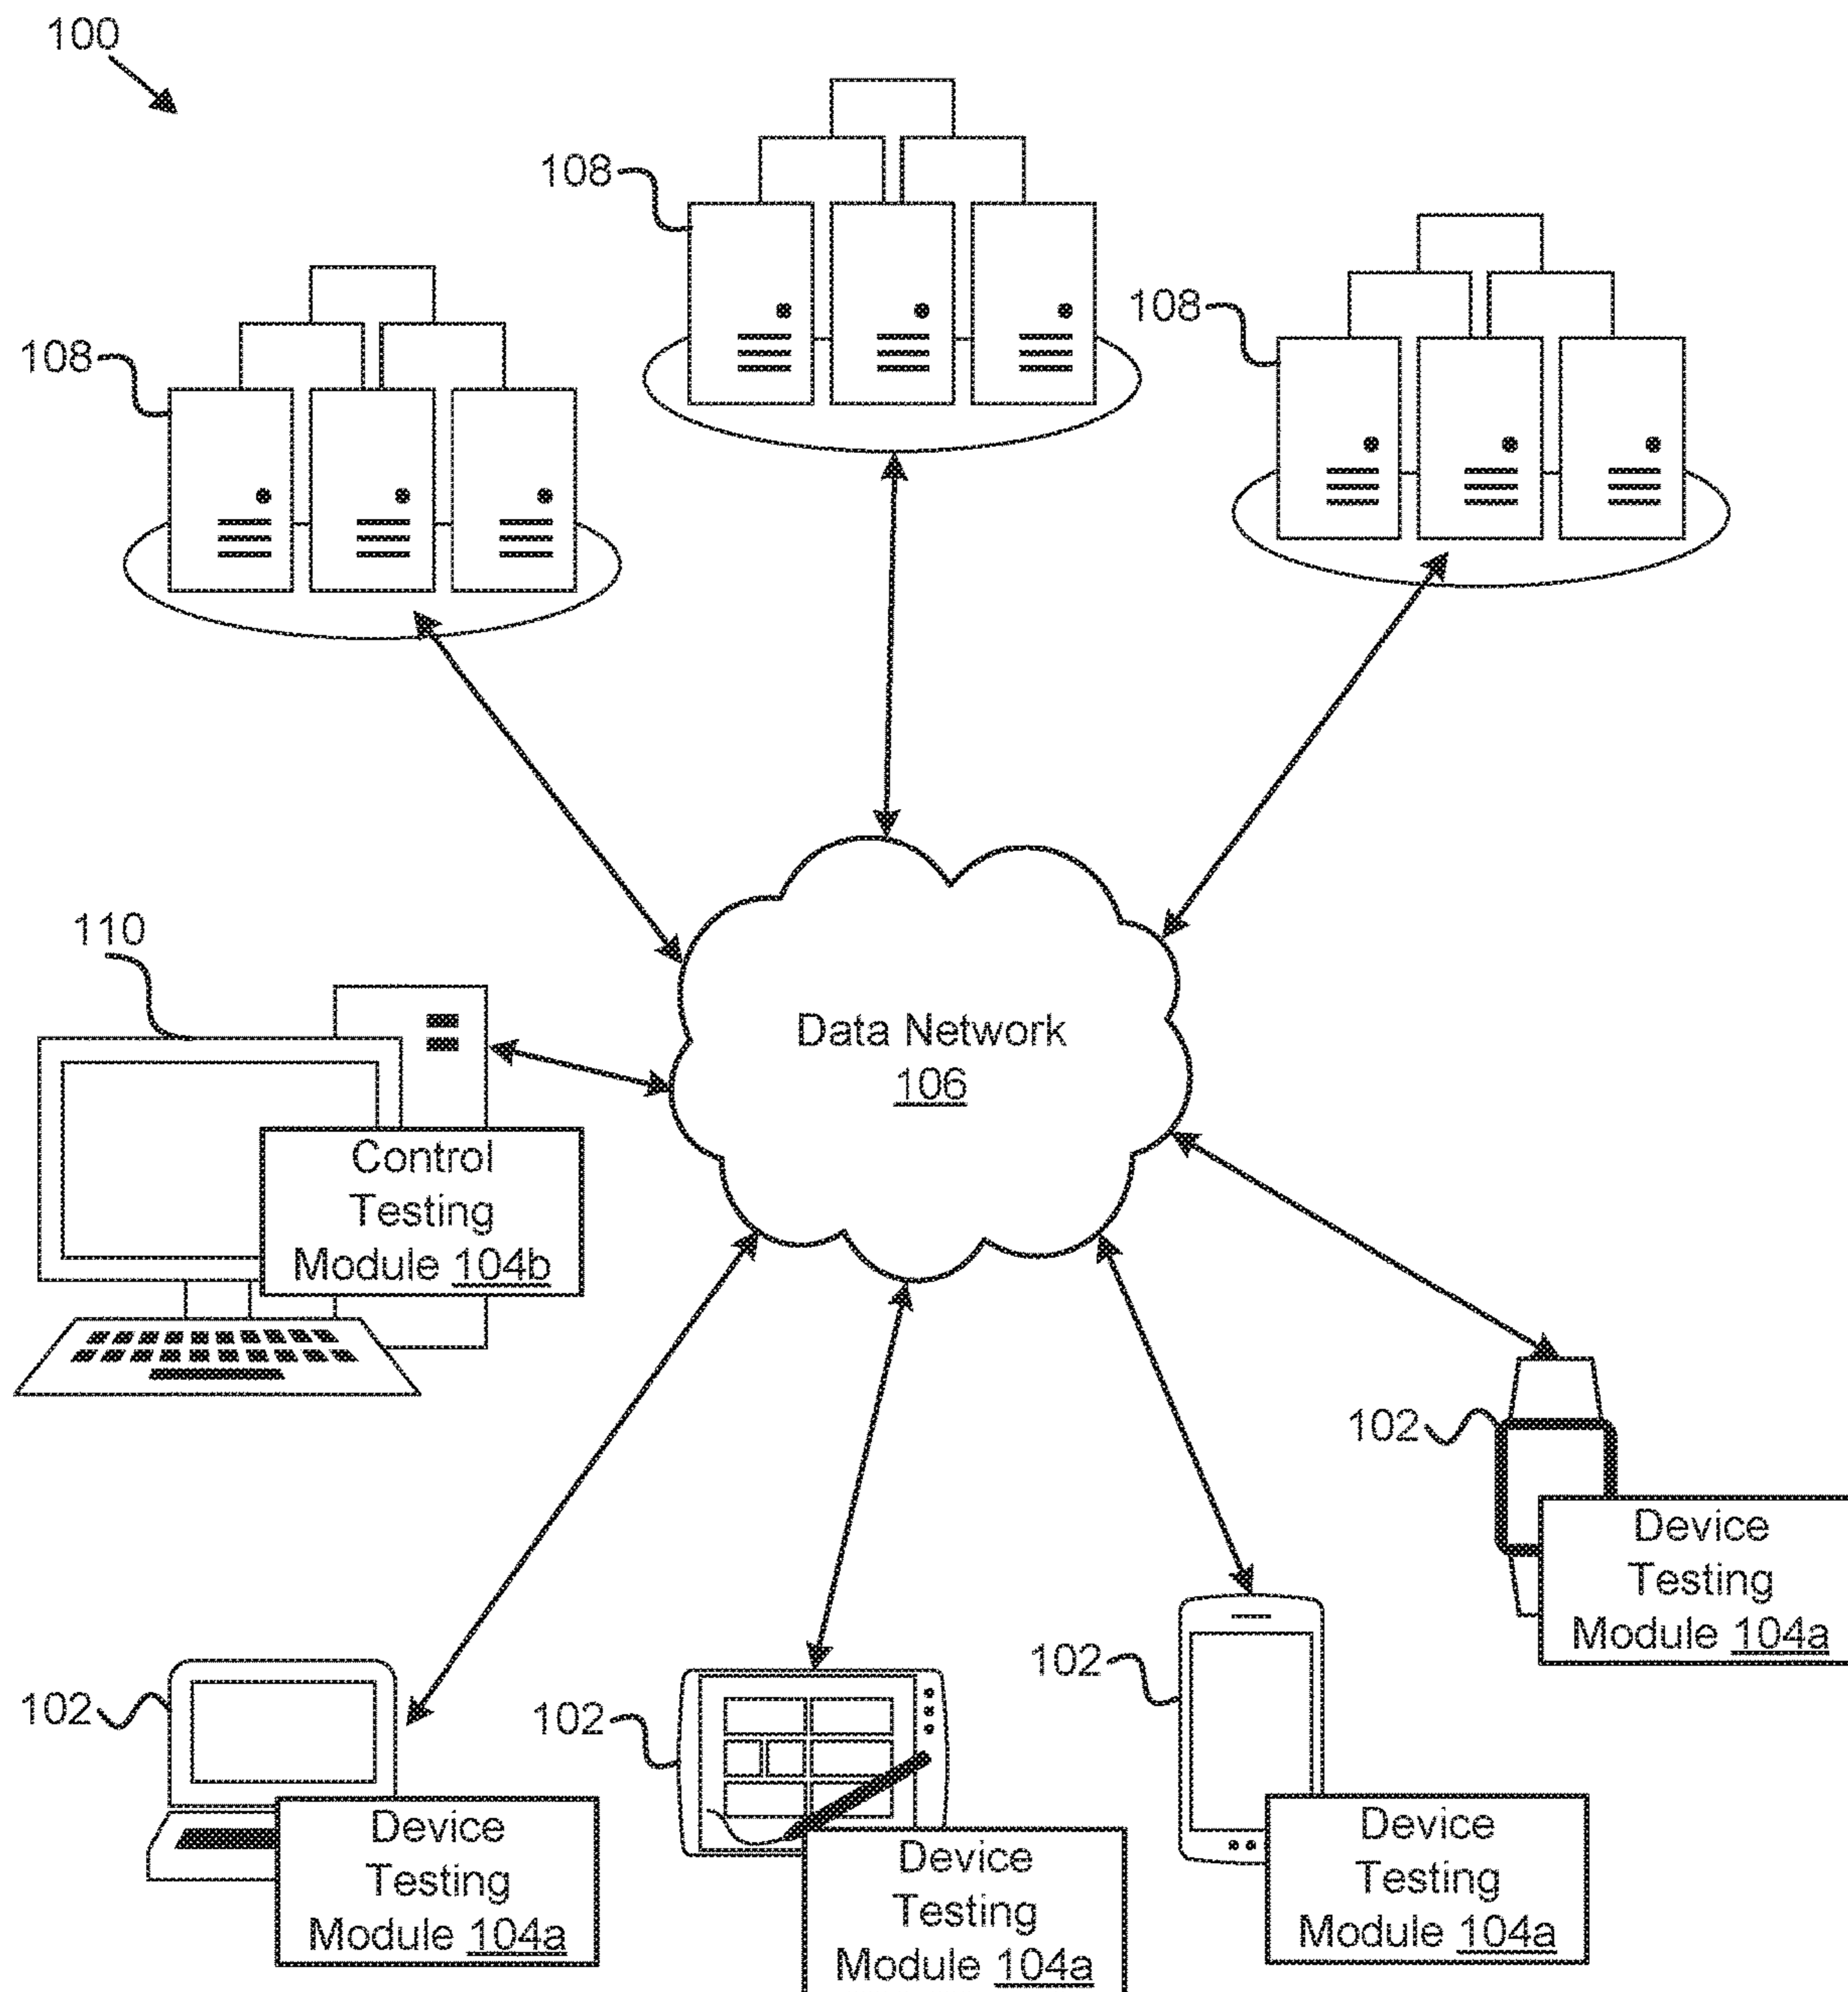 100
108
108
108
110
Data Network
106
Control
Testing
Module 104b
102
Device
Testing
Module 104a
102
Device
Testing
Module 104a
102
Device
Testing
Module 104a
102
Device
Testing
Module 104a